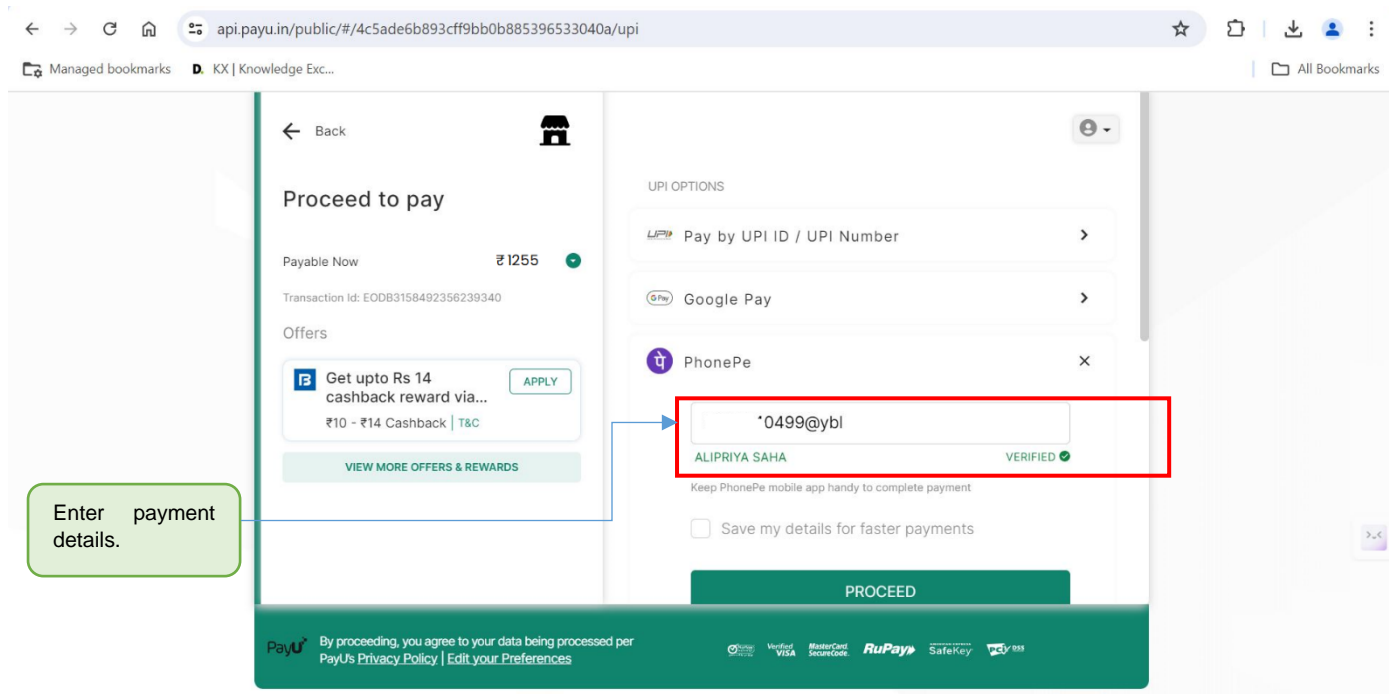 api.payu.in/public/#/4c5ade6b893cff9bb0b885396533040a/upi
Managed bookmarks
D. KX | Knowledge Exc...
All Bookmarks
Back
Proceed to pay
Payable Now ₹1255
Transaction Id: EODB3158492356239340
Offers
Get upto Rs 14
cashback reward via...
APPLY
₹10 - ₹14 Cashback | T&C
VIEW MORE OFFERS & REWARDS
Enter payment
details.
UPI OPTIONS
UPI Pay by UPI ID / UPI Number
G Pay Google Pay
पे PhonePe
0499@ybl
ALIPRIYA SAHA VERIFIED
Keep PhonePe mobile app handy to complete payment
Save my details for faster payments
PROCEED
PayU
By proceeding, you agree to your data being processed per
PayU's Privacy Policy | Edit your Preferences
Verified VISA
MasterCard. SecureCode.
RuPay
SafeKey
PCI DSS